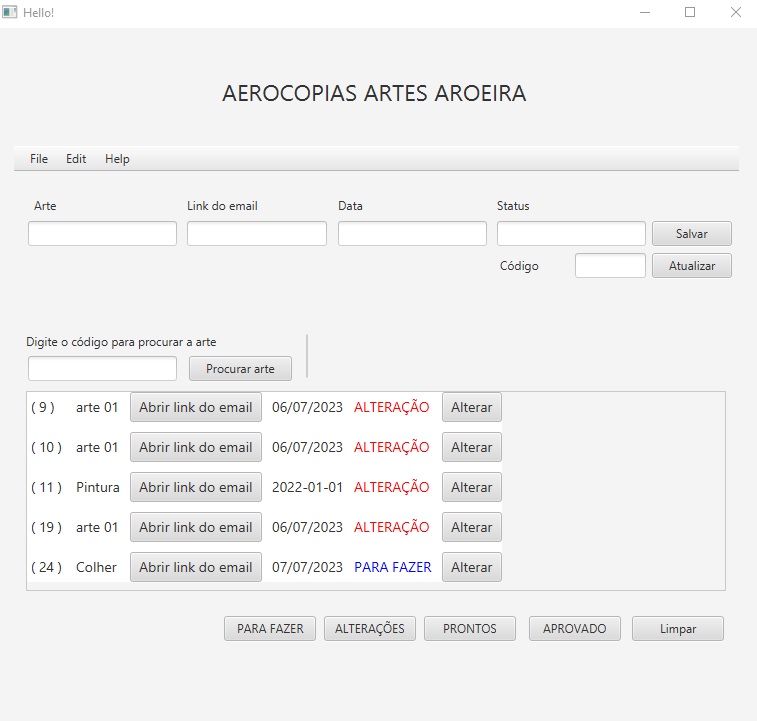 Hello!
AEROCOPIAS ARTES AROEIRA
File Edit Help
Arte Link do email Data Status
Salvar
Código Atualizar
Digite o código para procurar a arte
Procurar arte
( 9 ) arte 01 Abrir link do email 06/07/2023 ALTERAÇÃO Alterar
( 10 ) arte 01 Abrir link do email 06/07/2023 ALTERAÇÃO Alterar
( 11 ) Pintura Abrir link do email 2022-01-01 ALTERAÇÃO Alterar
( 19 ) arte 01 Abrir link do email 06/07/2023 ALTERAÇÃO Alterar
( 24 ) Colher Abrir link do email 07/07/2023 PARA FAZER Alterar
PARA FAZER ALTERAÇÕES PRONTOS APROVADO Limpar